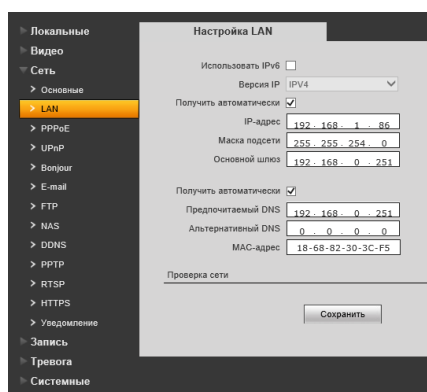 Локальные
Видео
Сеть
Основные
LAN
PPPoE
UPnP
Bonjour
E-mail
FTP
NAS
DDNS
PPTP
RTSP
HTTPS
Уведомление
Запись
Тревога
Системные
Настройка LAN
Использовать IPv6
Версия IP IPV4
Получить автоматически
IP-адрес 192 . 168 . 1 . 86
Маска подсети 255 . 255 . 254 . 0
Основной шлюз 192 . 168 . 0 . 251
Получить автоматически
Предпочитаемый DNS 192 . 168 . 0 . 251
Альтернативный DNS 0 . 0 . 0 . 0
MAC-адрес 18-68-82-30-3C-F5
Проверка сети
Сохранить